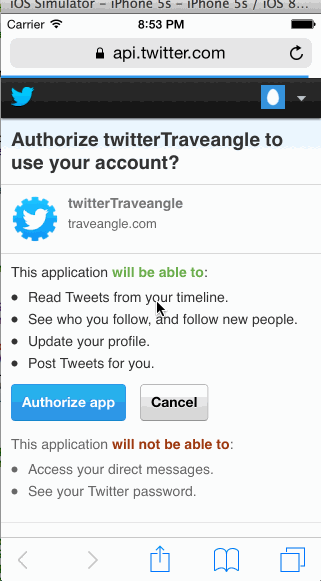 iOS Simulator – iPhone 5s – iPhone 5s / iOS 8...
Carrier 8:53 PM
api.twitter.com
Authorize twitterTraveangle to
use your account?
twitterTraveangle
traveangle.com
This application will be able to:
• Read Tweets from your timeline.
• See who you follow, and follow new people.
• Update your profile.
• Post Tweets for you.
Authorize app Cancel
This application will not be able to:
• Access your direct messages.
• See your Twitter password.